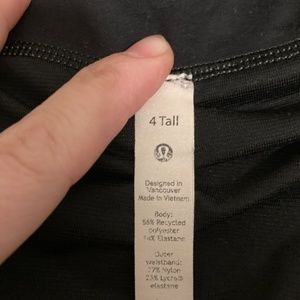 4 Tall
Designed in
Vancouver
Made in Vietnam
Body:
86% Recycled
polyester
14% Elastane
Outer
waistband:
77% Nylon
23% Lycra®
elastane